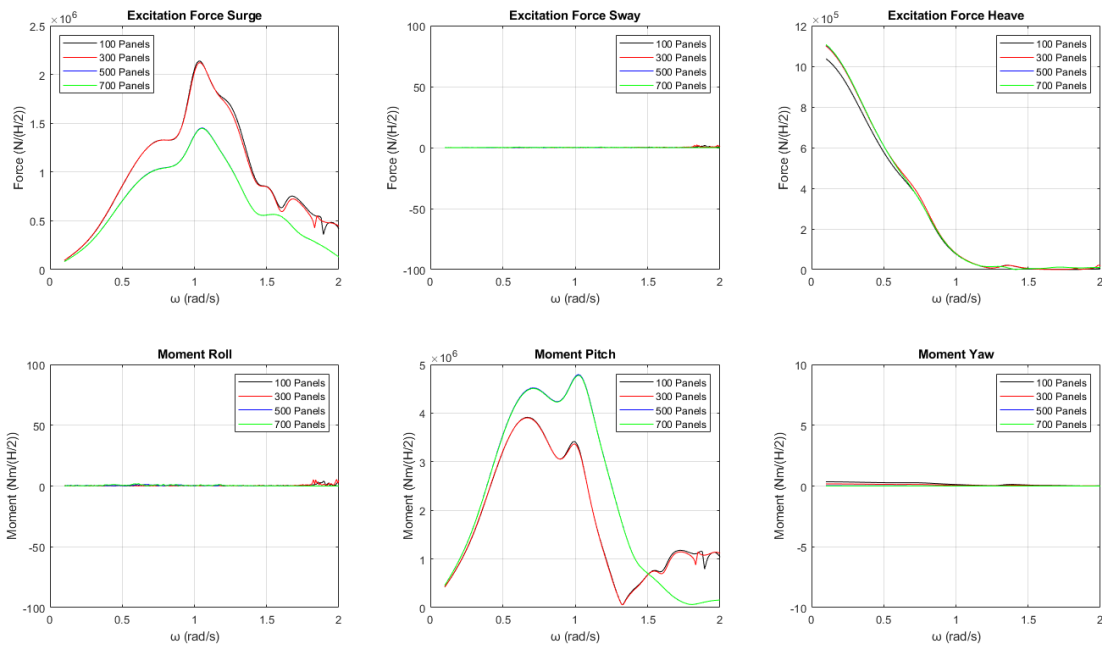 Excitation Force Surge
×10^6
2.5
2
1.5
1
0.5
0
Force (N/(H/2))
0 0.5 1 1.5 2
ω (rad/s)
100 Panels
300 Panels
500 Panels
700 Panels
Excitation Force Sway
100
50
0
-50
-100
Force (N/(H/2))
0 0.5 1 1.5 2
ω (rad/s)
100 Panels
300 Panels
500 Panels
700 Panels
Excitation Force Heave
×10^5
12
10
8
6
4
2
0
Force (N/(H/2))
0 0.5 1 1.5 2
ω (rad/s)
100 Panels
300 Panels
500 Panels
700 Panels
Moment Roll
100
50
0
-50
-100
Moment (Nm/(H/2))
0 0.5 1 1.5 2
ω (rad/s)
100 Panels
300 Panels
500 Panels
700 Panels
Moment Pitch
×10^6
5
4
3
2
1
0
Moment (Nm/(H/2))
0 0.5 1 1.5 2
ω (rad/s)
100 Panels
300 Panels
500 Panels
700 Panels
Moment Yaw
10
5
0
-5
-10
Moment (Nm/(H/2))
0 0.5 1 1.5 2
ω (rad/s)
100 Panels
300 Panels
500 Panels
700 Panels